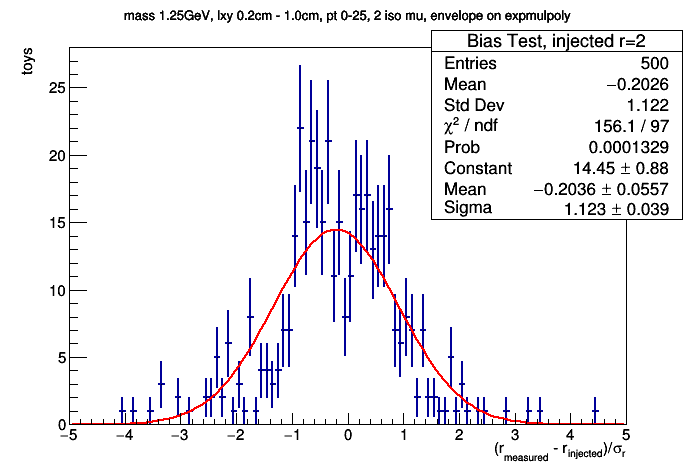 mass 1.25GeV, lxy 0.2cm - 1.0cm, pt 0-25, 2 iso mu, envelope on expmulpoly
toys
Bias Test, injected r=2
Entries 500
Mean −0.2026
Std Dev 1.122
χ² / ndf 156.1 / 97
Prob 0.0001329
Constant 14.45 ± 0.88
Mean −0.2036 ± 0.0557
Sigma 1.123 ± 0.039
25
20
15
10
5
0
−5 −4 −3 −2 −1 0 1 2 3 4 5
(r_measured - r_injected)/σ_r